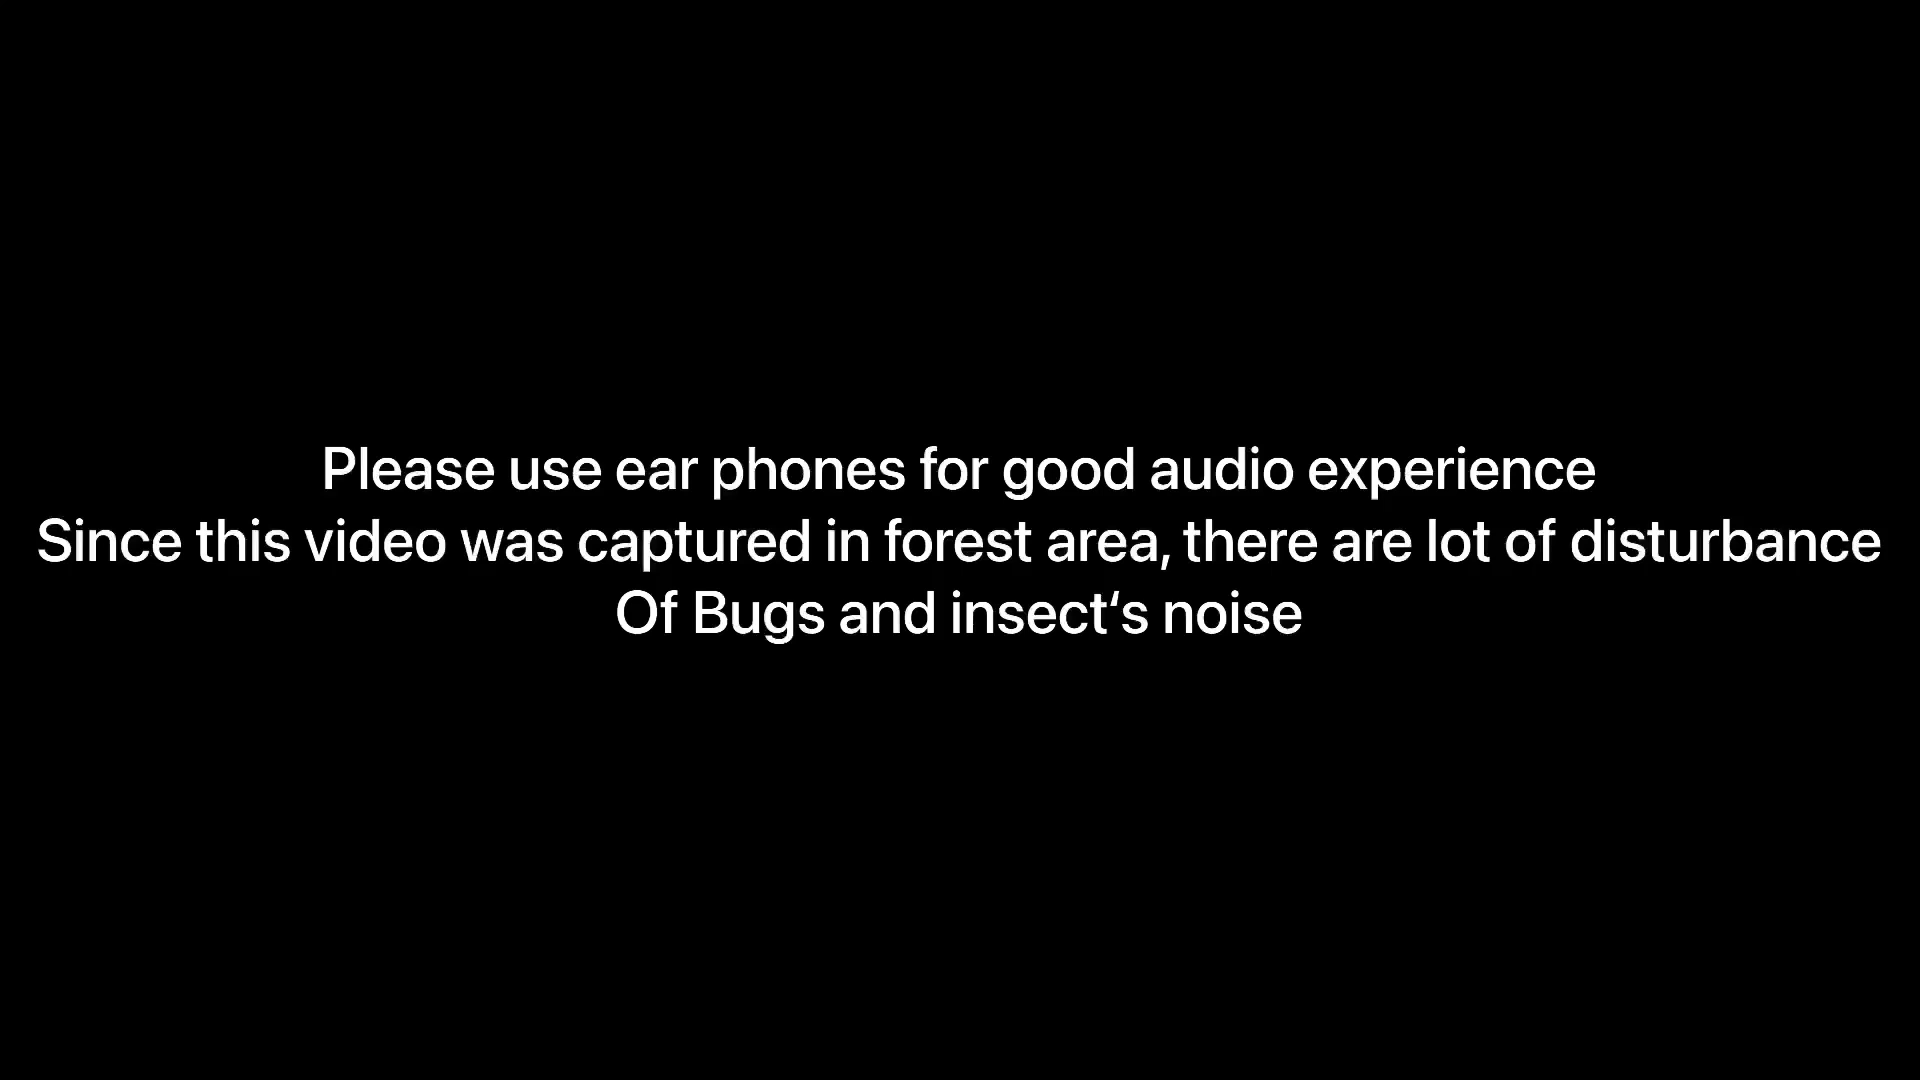 Please use ear phones for good audio experience
Since this video was captured in forest area, there are lot of disturbance
Of Bugs and insect‘s noise